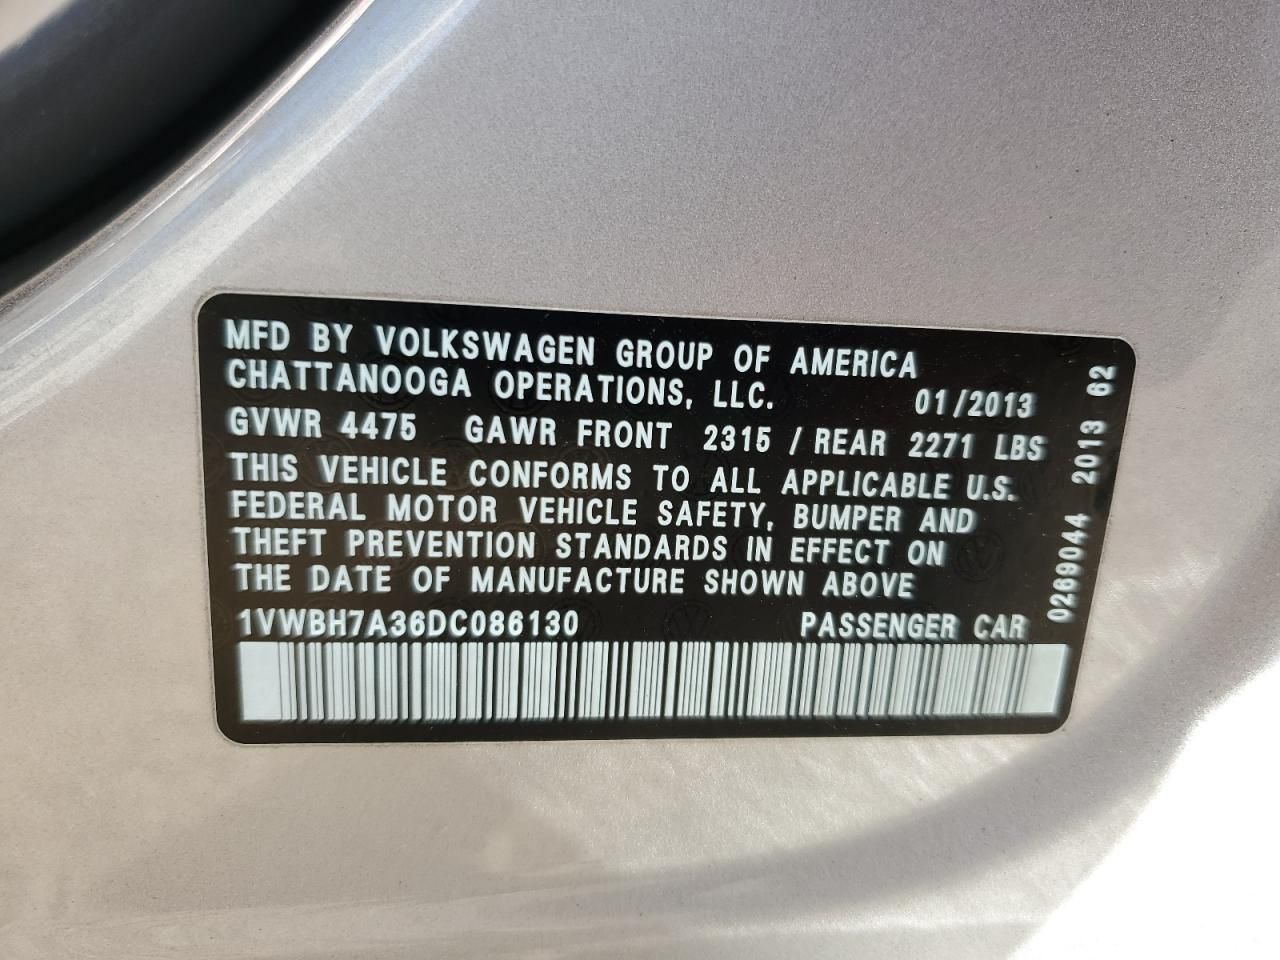 MFD BY VOLKSWAGEN GROUP OF AMERICA
CHATTANOOGA OPERATIONS, LLC. 01/2013
GVWR 4475 GAWR FRONT 2315 / REAR 2271 LBS
THIS VEHICLE CONFORMS TO ALL APPLICABLE U.S.
FEDERAL MOTOR VEHICLE SAFETY, BUMPER AND
THEFT PREVENTION STANDARDS IN EFFECT ON
THE DATE OF MANUFACTURE SHOWN ABOVE
1VWBH7A36DC086130 PASSENGER CAR
0269044 2013 62